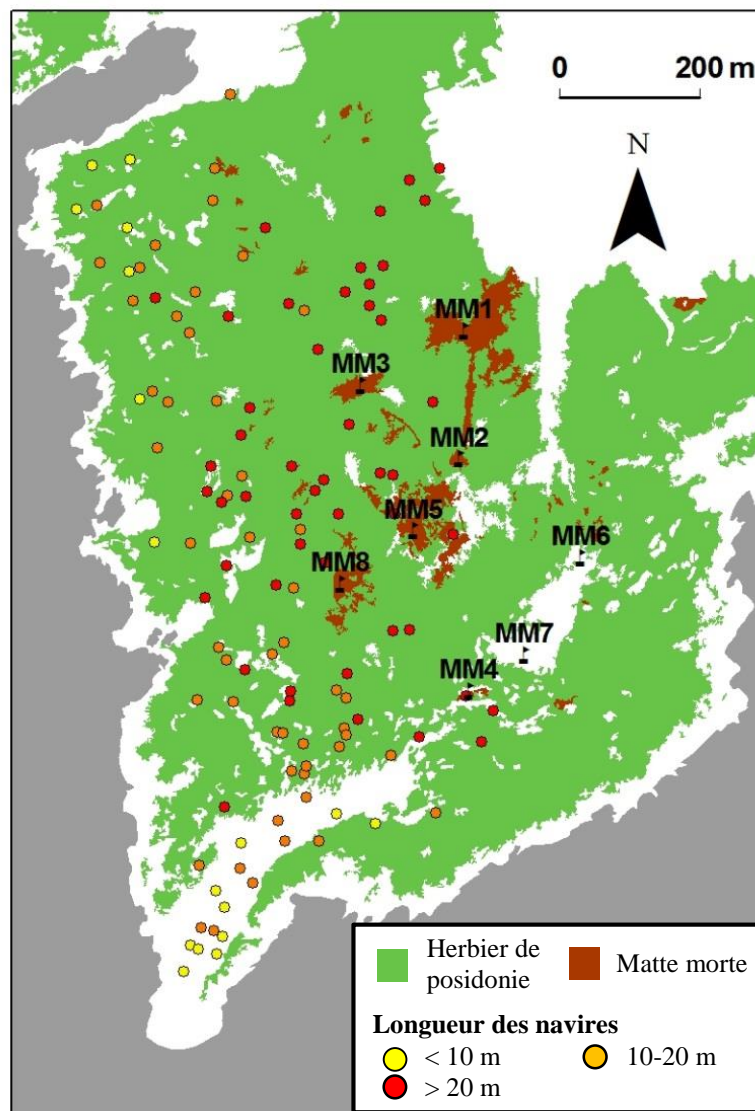 0 200 m
N
MM1
MM3
MM2
MM5
MM6
MM8
MM7
MM4
Herbier de
posidonie
Matte morte
Longueur des navires
< 10 m
10-20 m
> 20 m